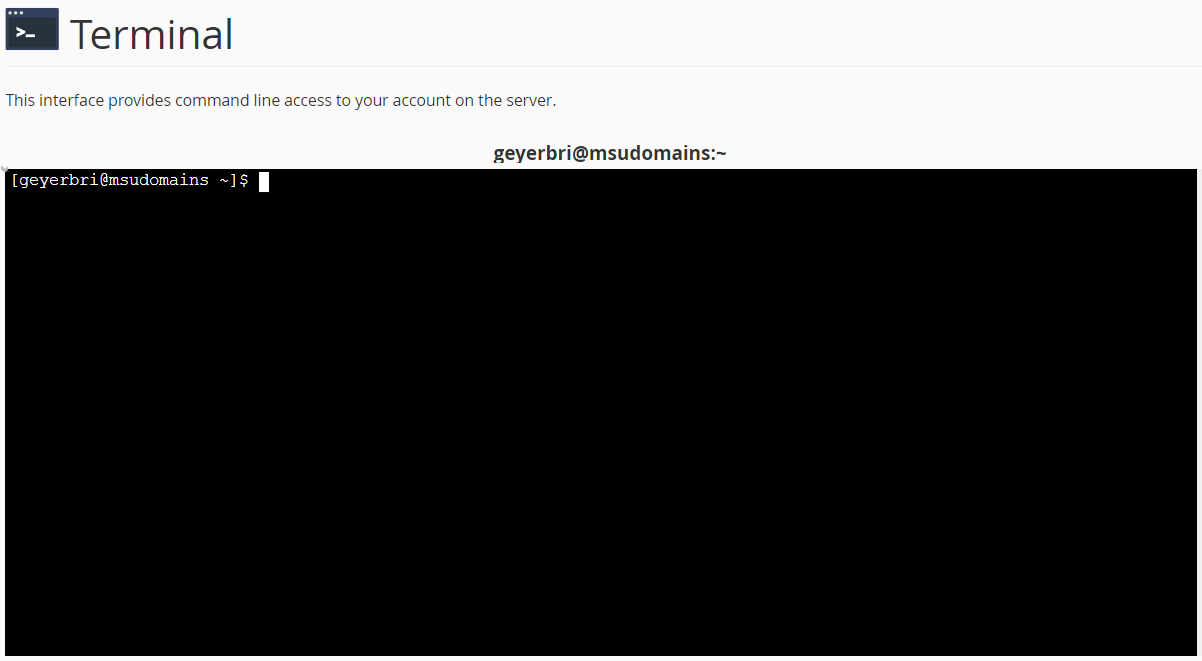 >_ Terminal
This interface provides command line access to your account on the server.
geyerbri@msudomains:~
[geyerbri@msudomains ~]$